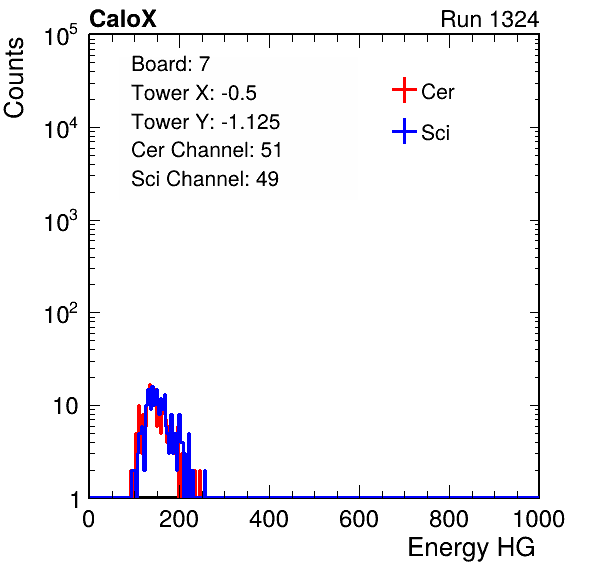 CaloX Run 1324
Counts
Board: 7
Tower X: -0.5
Tower Y: -1.125
Cer Channel: 51
Sci Channel: 49
Cer
Sci
10^5
10^4
10^3
10^2
10
1
0 200 400 600 800 1000
Energy HG